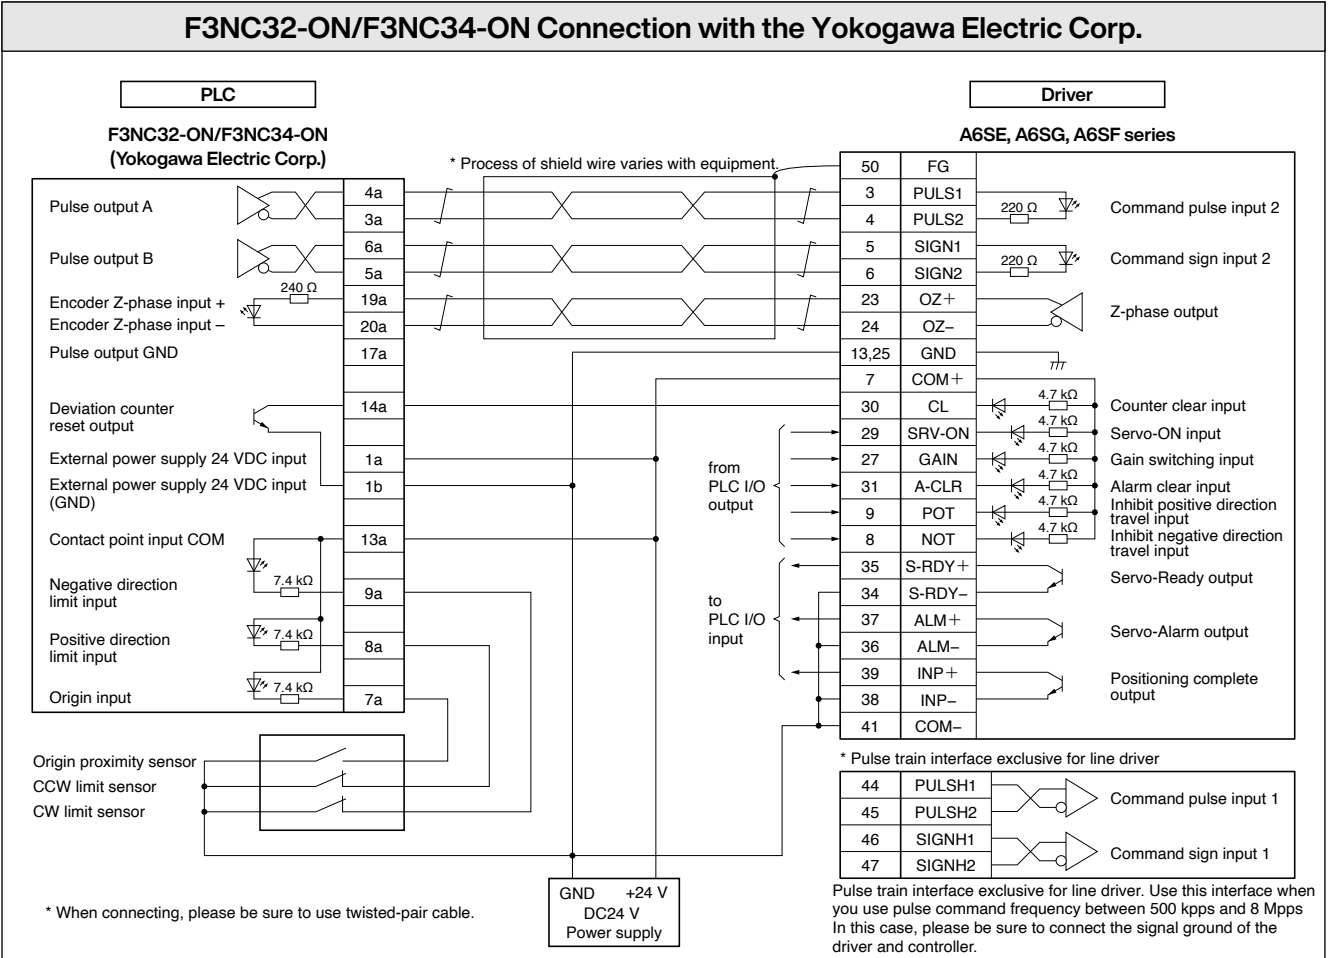 F3NC32-ON/F3NC34-ON Connection with the Yokogawa Electric Corp.
PLC
F3NC32-ON/F3NC34-ON
(Yokogawa Electric Corp.)
Driver
A6SE, A6SG, A6SF series
* Process of shield wire varies with equipment.
Pulse output A
4a
3a
Pulse output B
6a
5a
240 Ω
Encoder Z-phase input +
19a
Encoder Z-phase input –
20a
Pulse output GND
17a
Deviation counter
reset output
14a
External power supply 24 VDC input
1a
External power supply 24 VDC input
(GND)
1b
Contact point input COM
13a
Negative direction
limit input
7.4 kΩ
9a
Positive direction
limit input
7.4 kΩ
8a
Origin input
7.4 kΩ
7a
Origin proximity sensor
CCW limit sensor
CW limit sensor
from
PLC I/O
output
to
PLC I/O
input
50 FG
3 PULS1
4 PULS2
220 Ω
Command pulse input 2
5 SIGN1
6 SIGN2
220 Ω
Command sign input 2
23 OZ+
24 OZ–
Z-phase output
13,25 GND
7 COM+
30 CL 4.7 kΩ Counter clear input
29 SRV-ON 4.7 kΩ Servo-ON input
27 GAIN 4.7 kΩ Gain switching input
31 A-CLR 4.7 kΩ Alarm clear input
9 POT 4.7 kΩ Inhibit positive direction
travel input
8 NOT 4.7 kΩ Inhibit negative direction
travel input
35 S-RDY+
34 S-RDY–
Servo-Ready output
37 ALM+
36 ALM–
Servo-Alarm output
39 INP+
38 INP–
Positioning complete
output
41 COM–
* Pulse train interface exclusive for line driver
44 PULSH1
45 PULSH2
Command pulse input 1
46 SIGNH1
47 SIGNH2
Command sign input 1
Pulse train interface exclusive for line driver. Use this interface when
you use pulse command frequency between 500 kpps and 8 Mpps
In this case, please be sure to connect the signal ground of the
driver and controller.
GND +24 V
DC24 V
Power supply
* When connecting, please be sure to use twisted-pair cable.